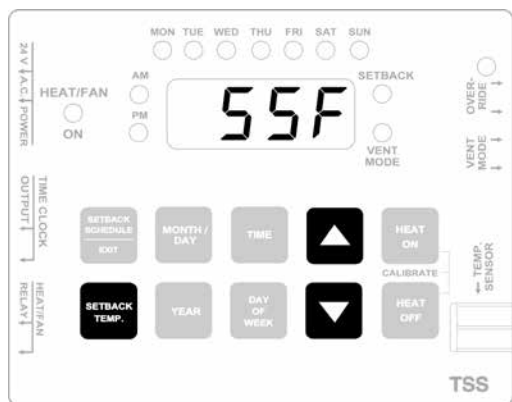 MON TUE WED THU FRI SAT SUN
24 V A.C. POWER
HEAT/FAN
ON
AM
PM
55F
SETBACK
VENT
MODE
OVER-
RIDE
VENT
MODE
TIME CLOCK
OUTPUT
SETBACK
SCHEDULE
EXIT
MONTH /
DAY
TIME
HEAT
ON
CALIBRATE
TEMP.
SENSOR
HEAT/FAN
RELAY
SETBACK
TEMP.
YEAR
DAY
OF
WEEK
HEAT
OFF
TSS